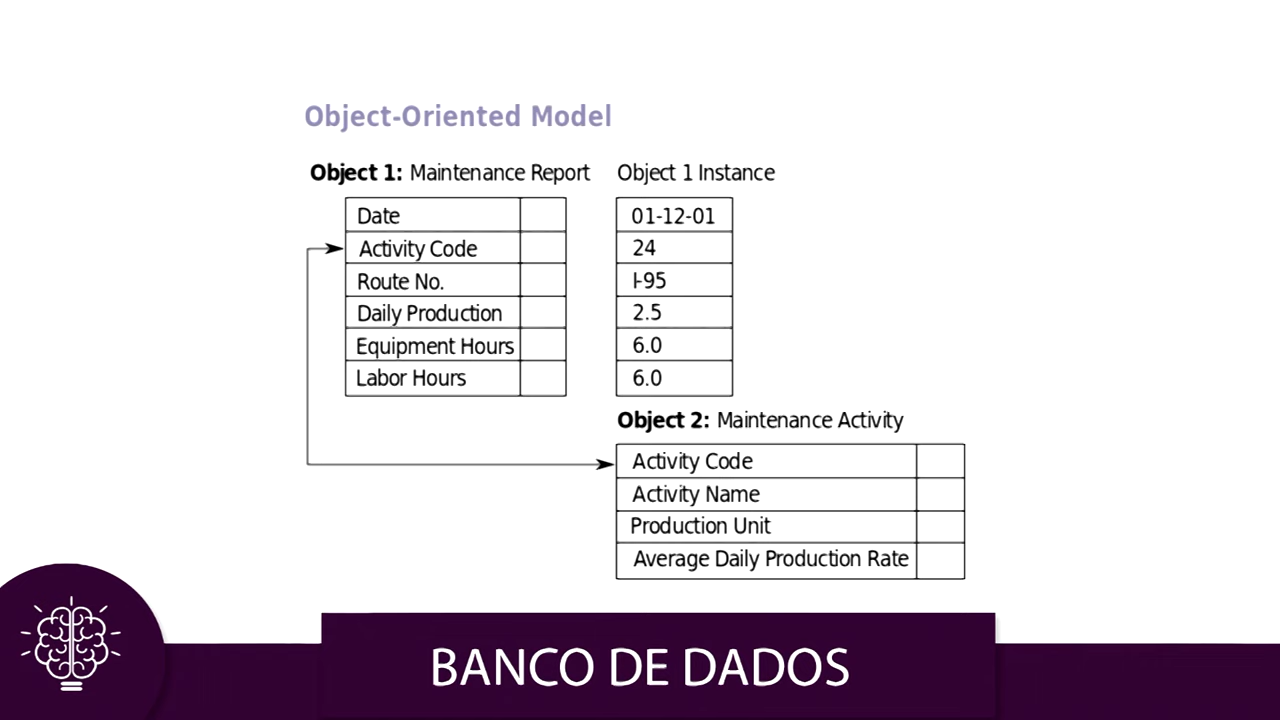 Object-Oriented Model
Object 1: Maintenance Report
Object 1 Instance
Date
01-12-01
Activity Code
24
Route No.
I-95
Daily Production
2.5
Equipment Hours
6.0
Labor Hours
6.0
Object 2: Maintenance Activity
Activity Code
Activity Name
Production Unit
Average Daily Production Rate
BANCO DE DADOS